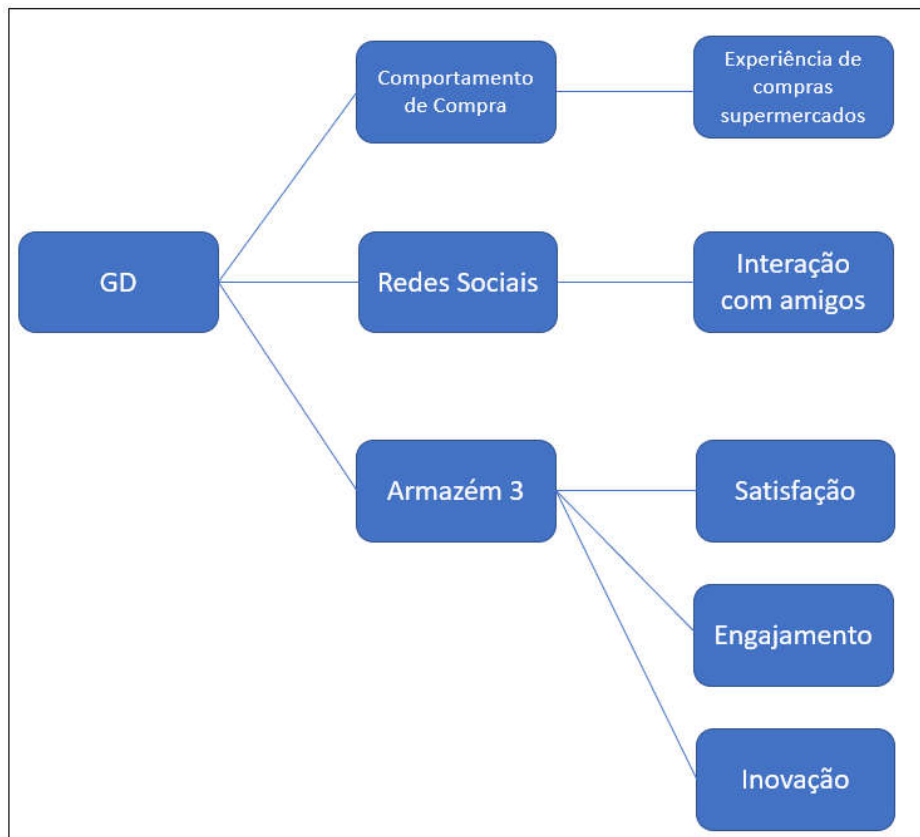 Comportamento
de Compra
Experiência de
compras
supermercados
GD
Redes Sociais
Interação
com amigos
Armazém 3
Satisfação
Engajamento
Inovação